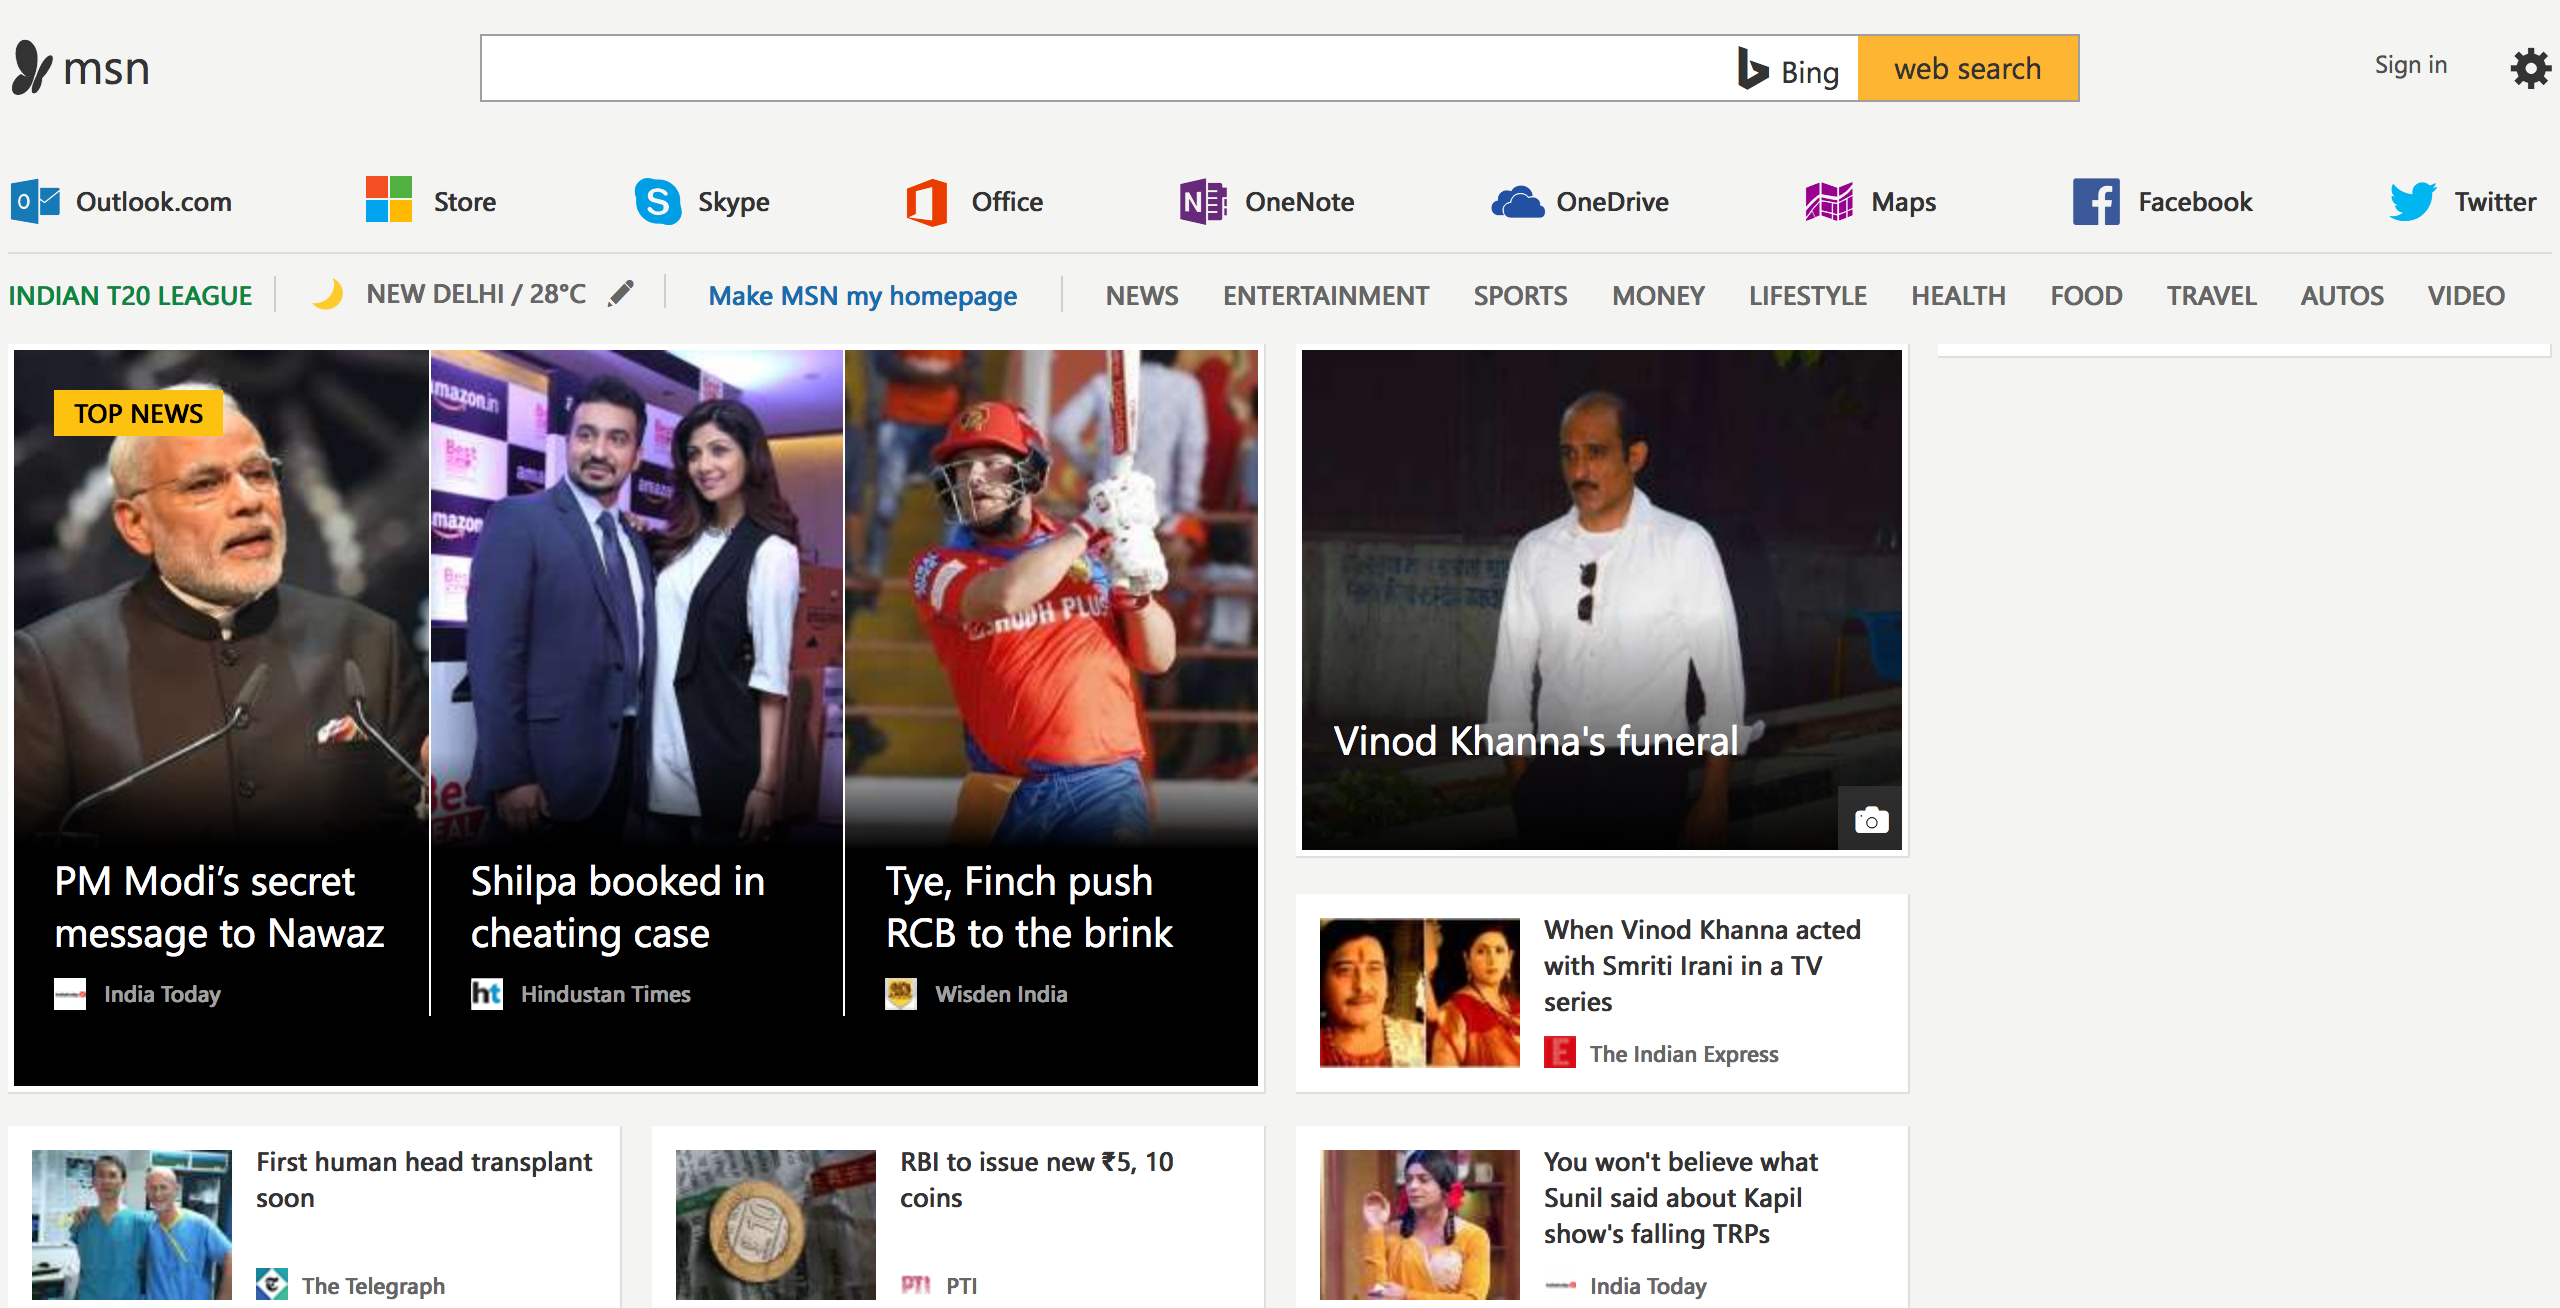 msn
Bing
web search
Sign in
Outlook.com
Store
Skype
Office
OneNote
OneDrive
Maps
Facebook
Twitter
INDIAN T20 LEAGUE
NEW DELHI / 28°C
Make MSN my homepage
NEWS
ENTERTAINMENT
SPORTS
MONEY
LIFESTYLE
HEALTH
FOOD
TRAVEL
AUTOS
VIDEO
TOP NEWS
PM Modi’s secret
message to Nawaz
India Today
Shilpa booked in
cheating case
ht Hindustan Times
Tye, Finch push
RCB to the brink
Wisden India
Vinod Khanna's funeral
When Vinod Khanna acted
with Smriti Irani in a TV
series
E The Indian Express
First human head transplant
soon
The Telegraph
RBI to issue new ₹5, 10
coins
PTI PTI
You won't believe what
Sunil said about Kapil
show's falling TRPs
India Today
amazon.in
Best
amazon